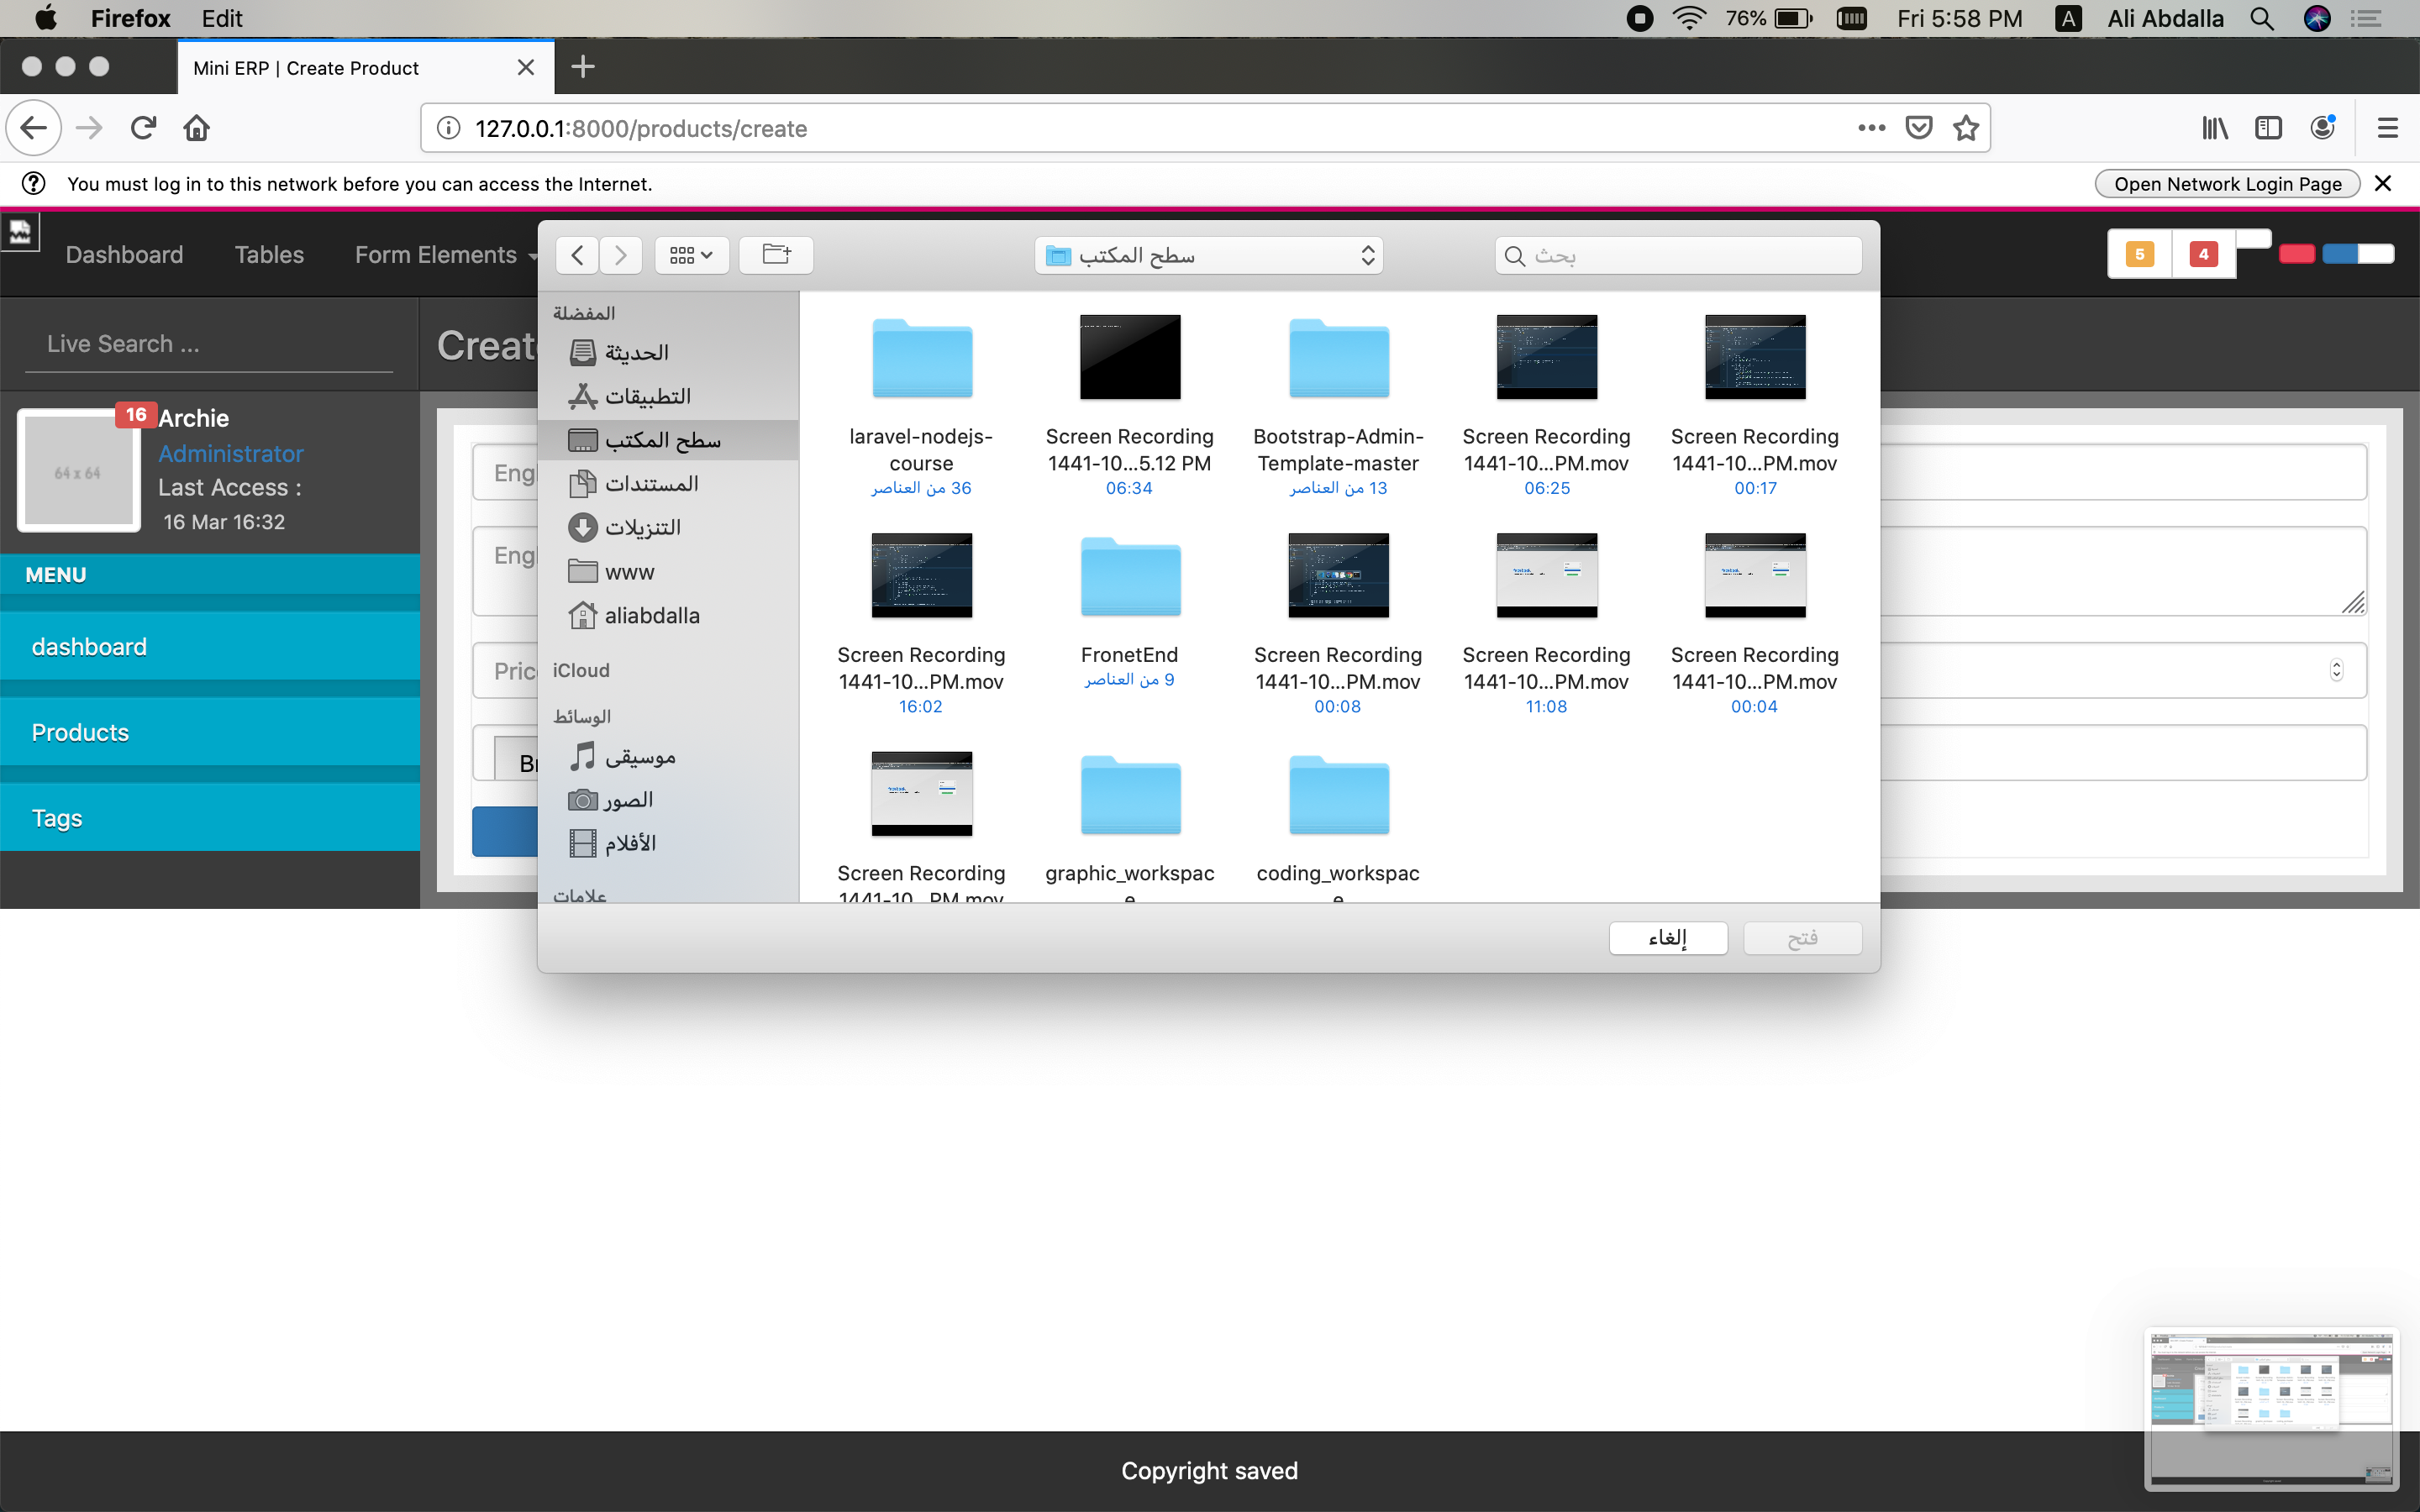 Firefox Edit
76% Fri 5:58 PM A Ali Abdalla
Mini ERP | Create Product
127.0.0.1:8000/products/create
You must log in to this network before you can access the Internet.
Open Network Login Page
Dashboard Tables Form Elements
5 4
Live Search ...
Creat
16
Archie
Administrator
Last Access :
16 Mar 16:32
64 x 64
MENU
dashboard
Products
Tags
Engl
Engl
Pric
سطح المكتب
بحث
المفضلة
الحديثة
التطبيقات
سطح المكتب
المستندات
التنزيلات
www
aliabdalla
iCloud
الوسائط
موسيقى
الصور
الأفلام
علامات
laravel-nodejs-
course
36 من العناصر
Screen Recording
1441-10...5.12 PM
06:34
Bootstrap-Admin-
Template-master
13 من العناصر
Screen Recording
1441-10...PM.mov
06:25
Screen Recording
1441-10...PM.mov
00:17
Screen Recording
1441-10...PM.mov
16:02
FronetEnd
9 من العناصر
Screen Recording
1441-10...PM.mov
00:08
Screen Recording
1441-10...PM.mov
11:08
Screen Recording
1441-10...PM.mov
00:04
Screen Recording
1441-10...PM.mov
graphic_workspac
e
coding_workspac
e
إلغاء
فتح
Copyright saved